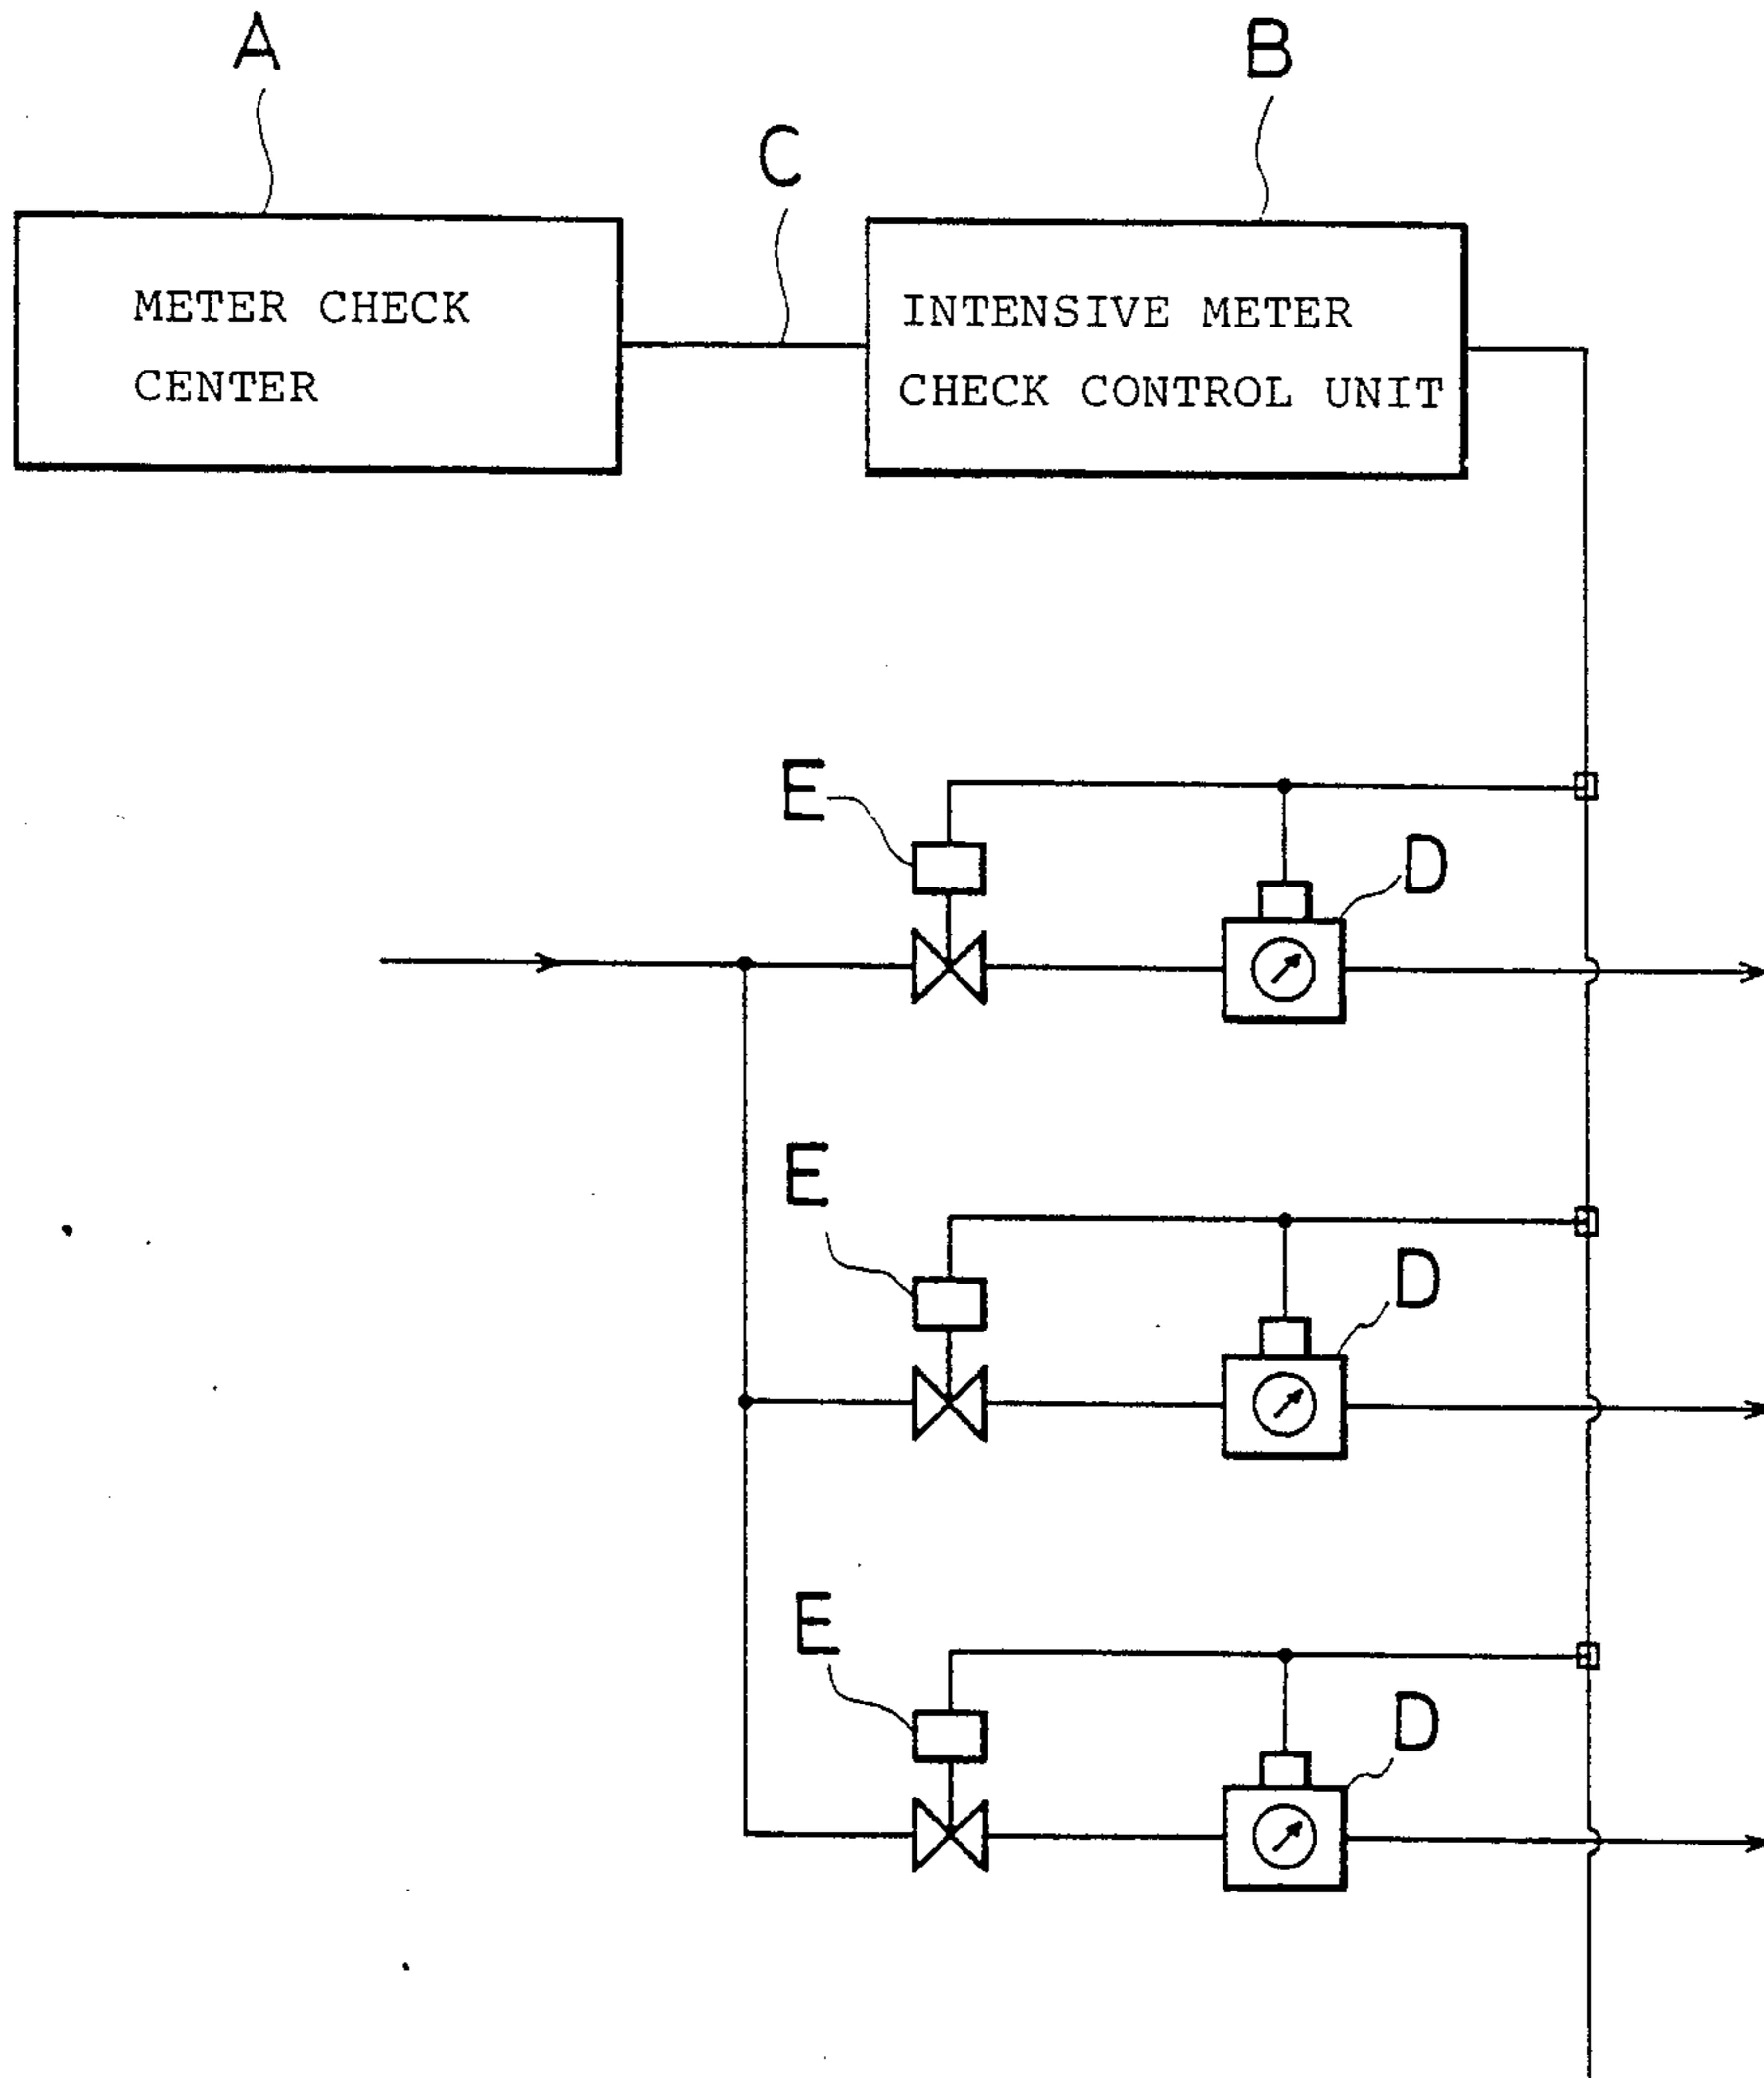 A
B
C
METER CHECK
CENTER
INTENSIVE METER
CHECK CONTROL UNIT
E
D
E
D
E
D